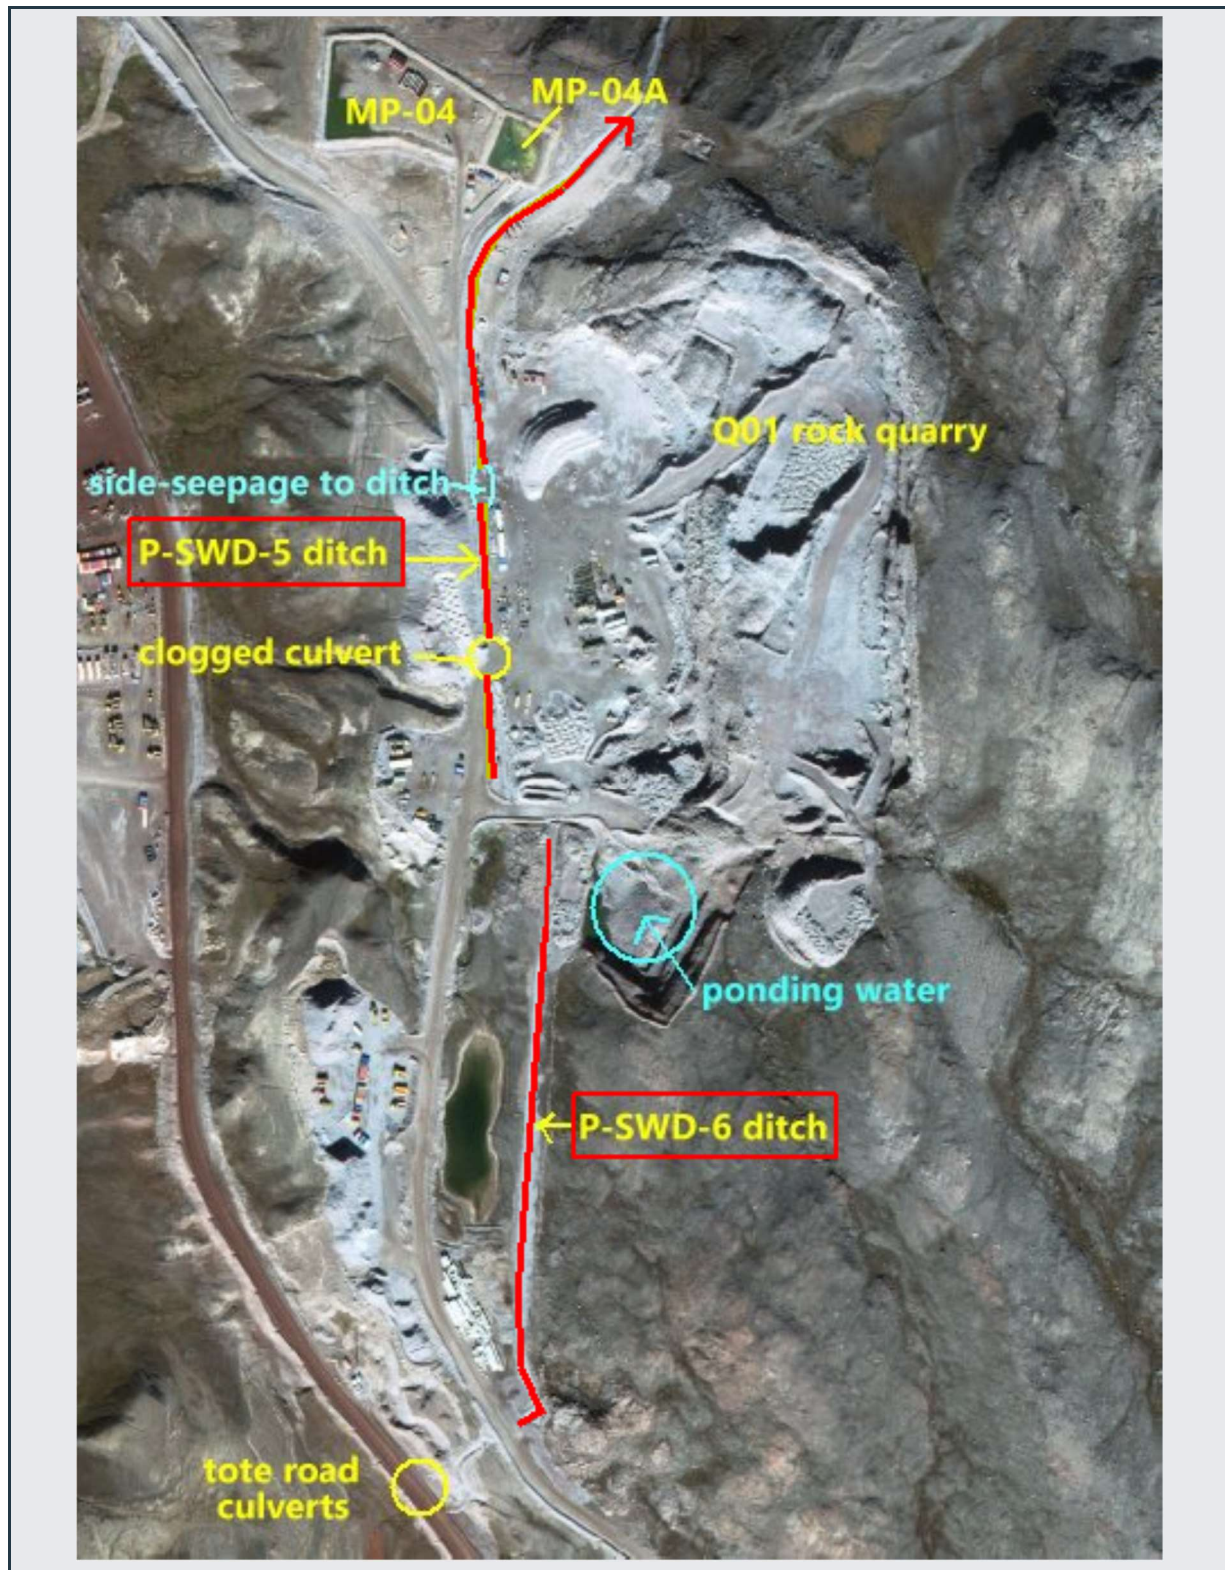 MP-04A
MP-04
Q01 rock quarry
side-seepage to ditch
P-SWD-5 ditch
clogged culvert
ponding water
P-SWD-6 ditch
tote road
culverts